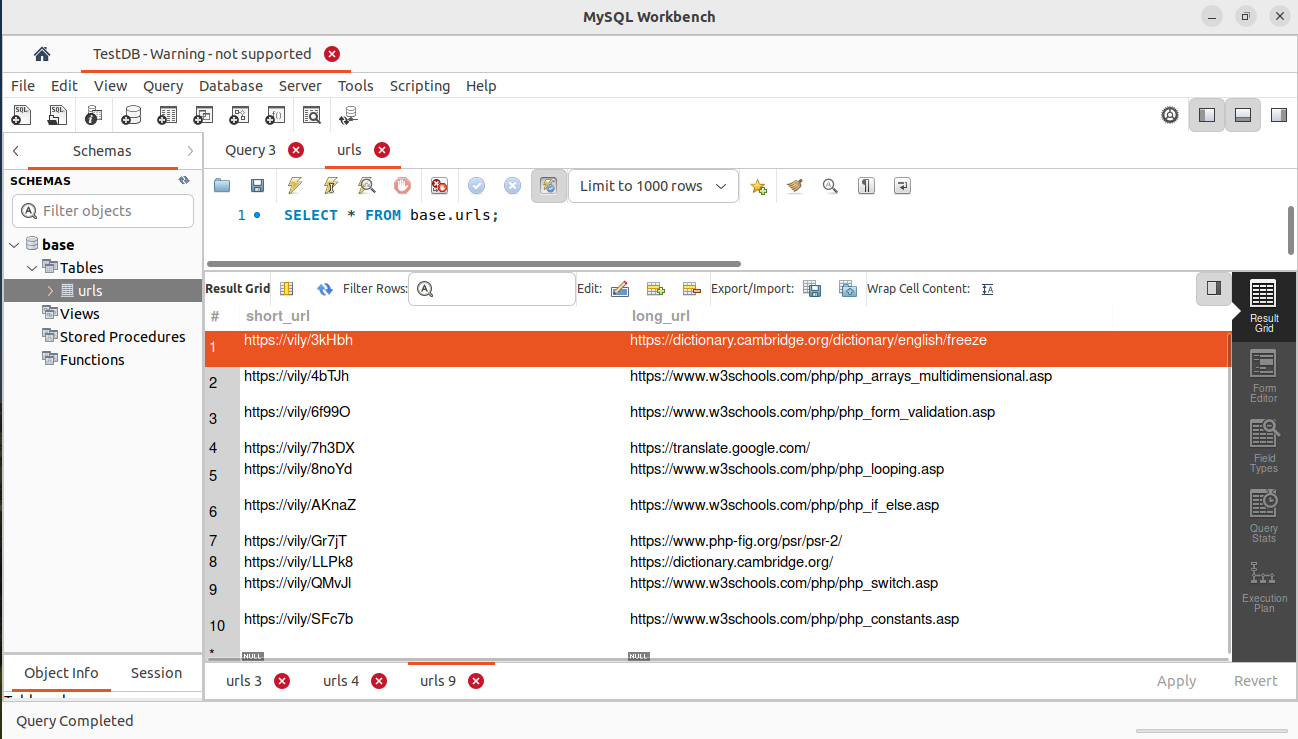 MySQL Workbench
TestDB - Warning - not supported
File Edit View Query Database Server Tools Scripting Help
Schemas
Query 3 urls
SCHEMAS
Limit to 1000 rows
Filter objects
1 SELECT * FROM base.urls;
base
Tables
urls
Views
Stored Procedures
Functions
Result Grid Filter Rows: Edit: Export/Import: Wrap Cell Content:
# short_url long_url
1 https://vily/3kHbh https://dictionary.cambridge.org/dictionary/english/freeze
2 https://vily/4bTJh https://www.w3schools.com/php/php_arrays_multidimensional.asp
3 https://vily/6f99O https://www.w3schools.com/php/php_form_validation.asp
4 https://vily/7h3DX https://translate.google.com/
5 https://vily/8noYd https://www.w3schools.com/php/php_looping.asp
6 https://vily/AKnaZ https://www.w3schools.com/php/php_if_else.asp
7 https://vily/Gr7jT https://www.php-fig.org/psr/psr-2/
8 https://vily/LLPk8 https://dictionary.cambridge.org/
9 https://vily/QMvJl https://www.w3schools.com/php/php_switch.asp
10 https://vily/SFc7b https://www.w3schools.com/php/php_constants.asp
* NULL NULL
Result
Grid
Form
Editor
Field
Types
Query
Stats
Execution
Plan
Object Info Session
urls 3 urls 4 urls 9 Apply Revert
Query Completed